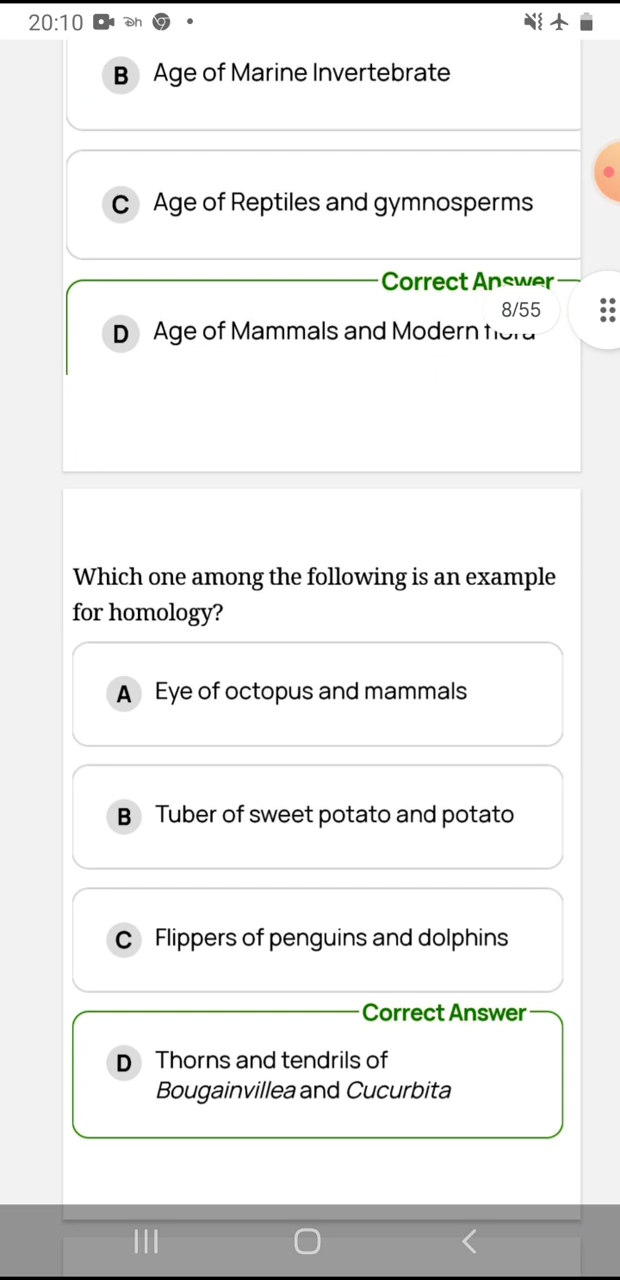 20:10
B Age of Marine Invertebrate
C Age of Reptiles and gymnosperms
Correct Answer
8/55
D Age of Mammals and Modern
Which one among the following is an example
for homology?
A Eye of octopus and mammals
B Tuber of sweet potato and potato
C Flippers of penguins and dolphins
Correct Answer
D Thorns and tendrils of
Bougainvillea and Cucurbita